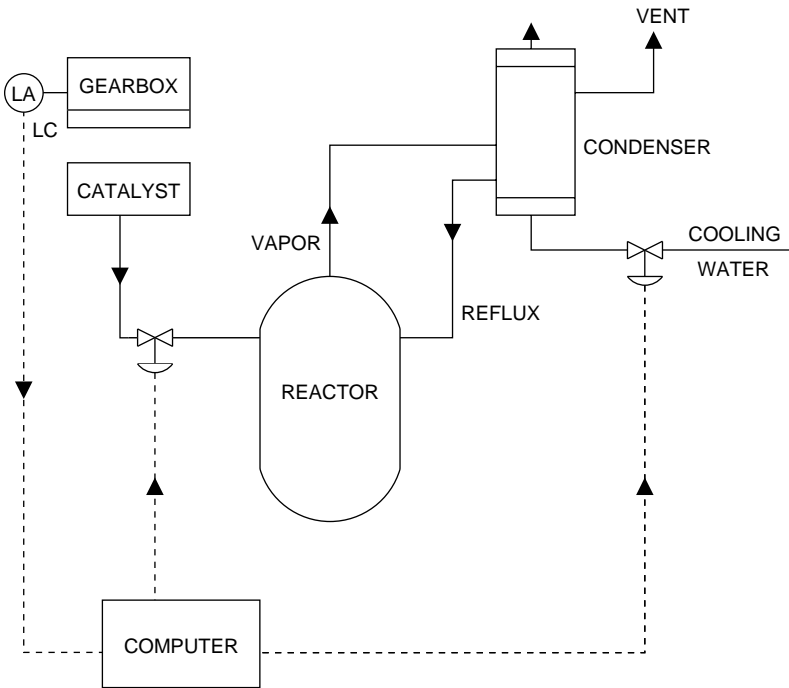 VENT
LA
GEARBOX
LC
CONDENSER
CATALYST
VAPOR
COOLING
WATER
REFLUX
REACTOR
COMPUTER